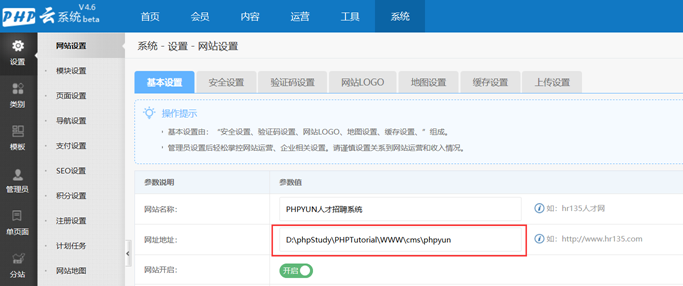 PHP云系统 V4.6 beta
首页 会员 内容 运营 工具 系统
设置
类别
模板
管理员
单页面
分站
网站设置
模块设置
页面设置
导航设置
支付设置
SEO设置
积分设置
注册设置
计划任务
网站地图
系统 - 设置 - 网站设置
基本设置 安全设置 验证码设置 网站LOGO 地图设置 缓存设置 上传设置
操作提示
· 基本设置由：“安全设置、验证码设置、网站LOGO、地图设置、缓存设置、”组成。
· 管理员设置后轻松掌控网站运营、企业相关设置。请谨慎设置关系到网站运营和收入情况。
参数说明 参数值
网站名称： PHPYUN人才招聘系统 如：hr135人才网
网址地址： D:\phpStudy\PHPTutorial\WWW\cms\phpyun 如：http://www.hr135.com
网站开启： 开启